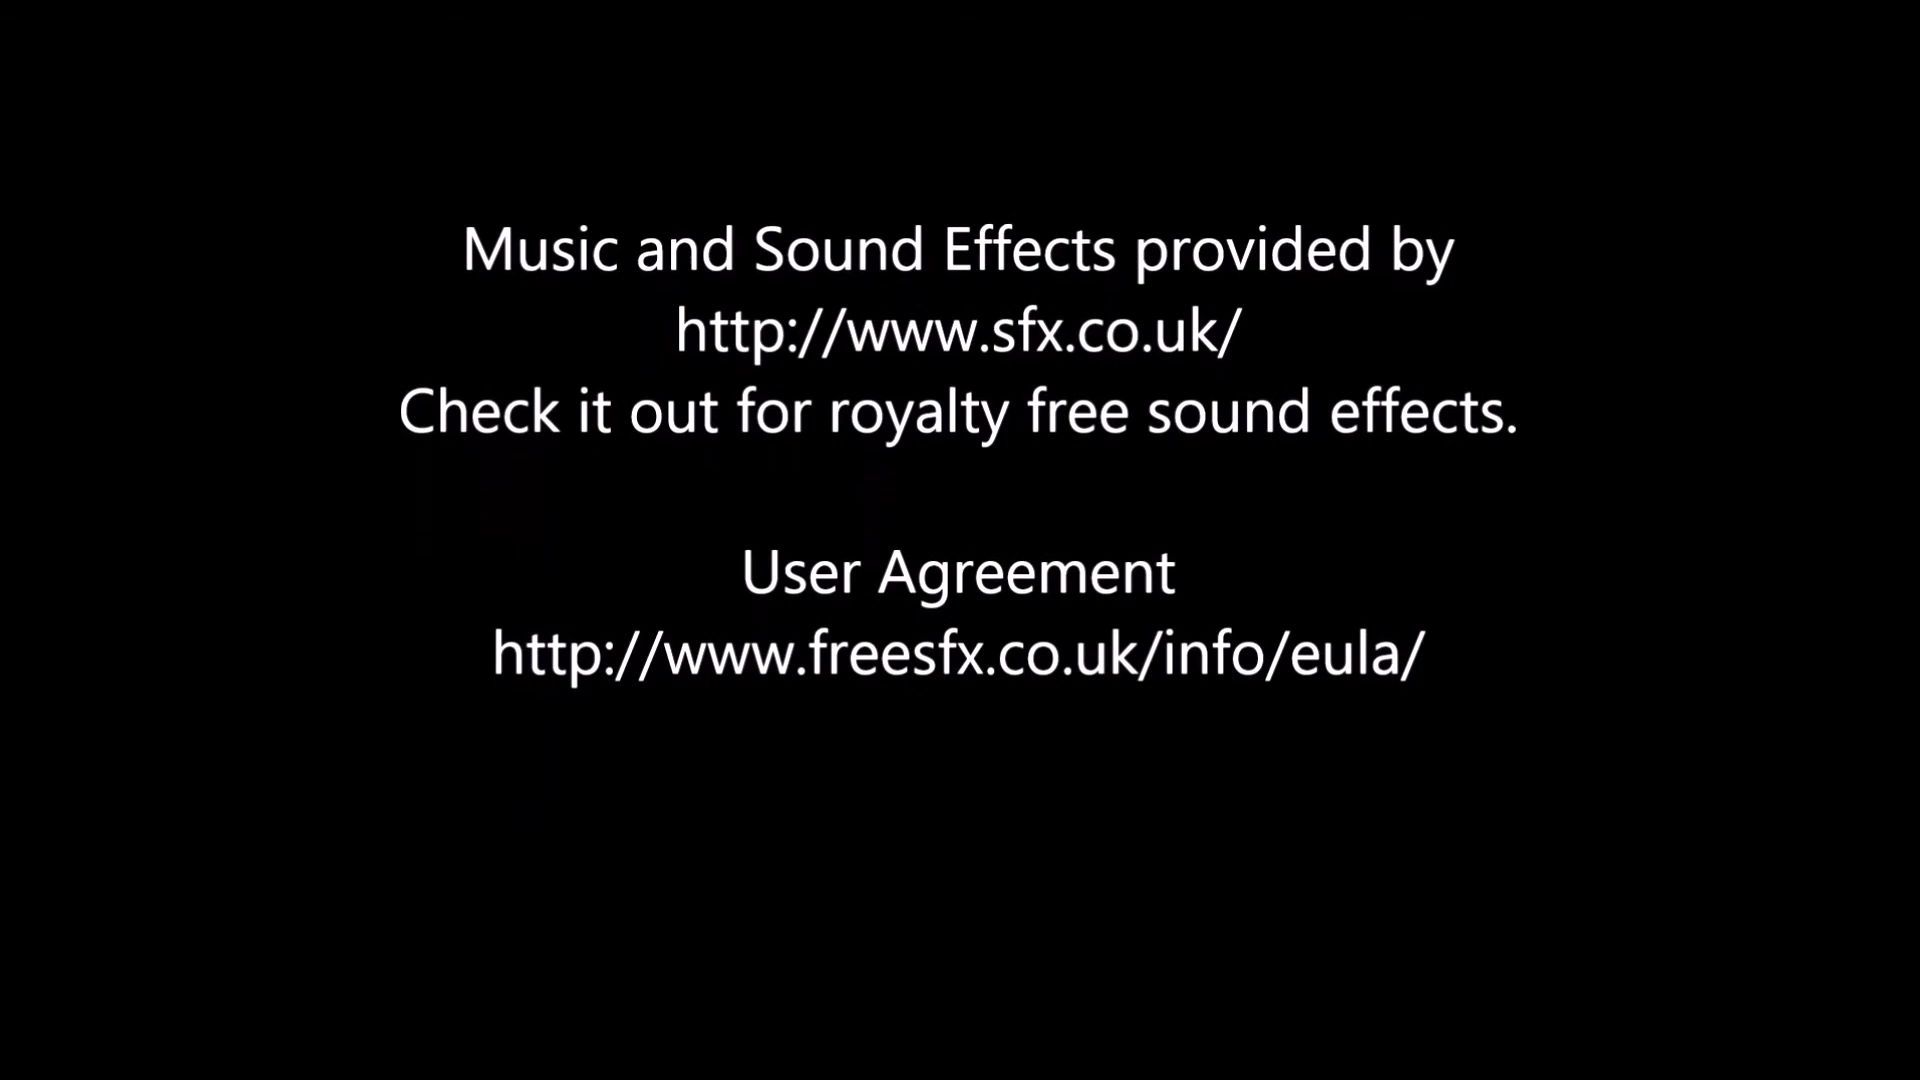 Music and Sound Effects provided by
http://www.sfx.co.uk/
Check it out for royalty free sound effects.
User Agreement
http://www.freesfx.co.uk/info/eula/